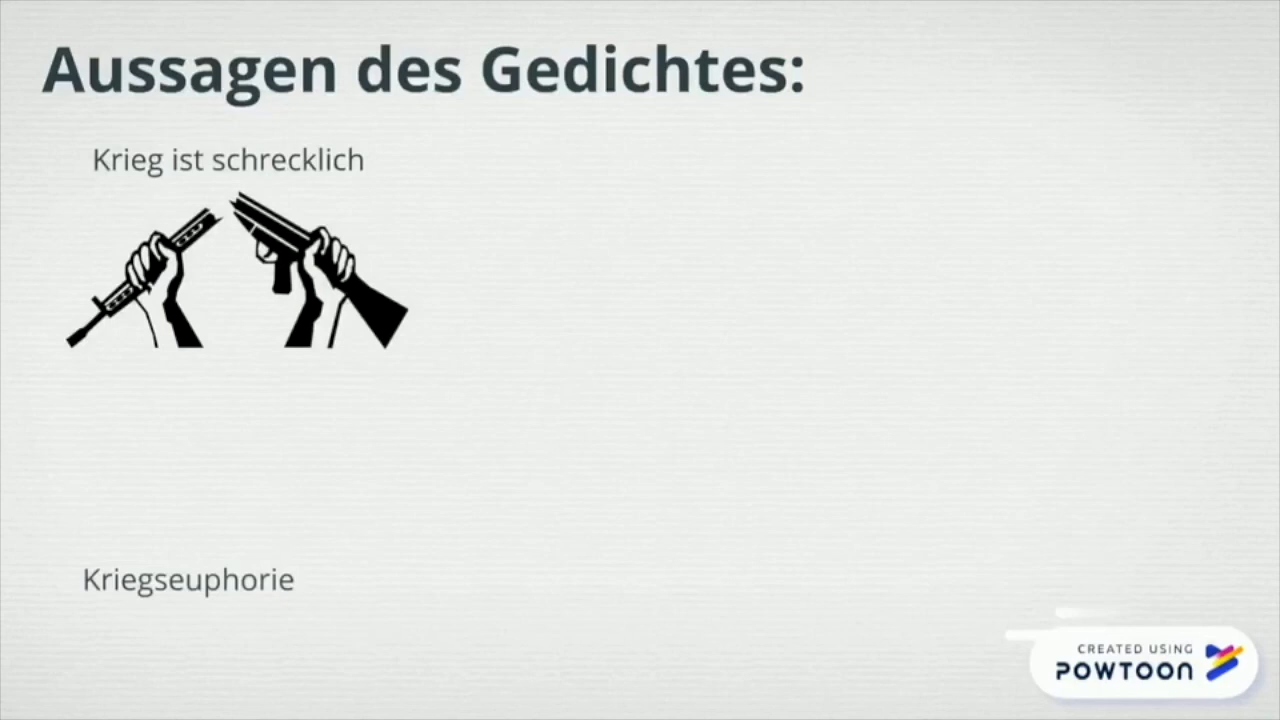 Aussagen des Gedichtes:
Krieg ist schrecklich
Kriegseuphorie
CREATED USING
POWTOON